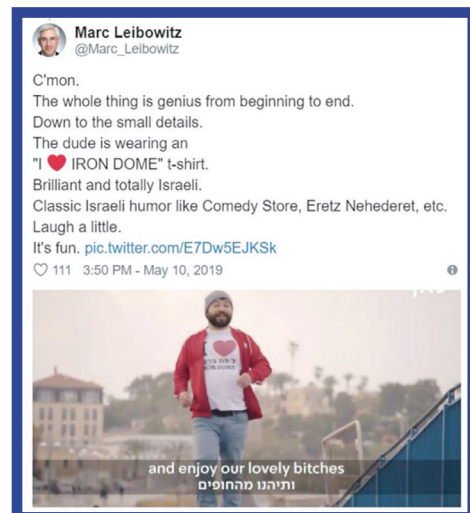 Marc Leibowitz
@Marc_Leibowitz
C'mon.
The whole thing is genius from beginning to end.
Down to the small details.
The dude is wearing an
"I ❤ IRON DOME" t-shirt.
Brilliant and totally Israeli.
Classic Israeli humor like Comedy Store, Eretz Nehederet, etc.
Laugh a little.
It's fun. pic.twitter.com/E7Dw5EJKSk
111 3:50 PM - May 10, 2019
I ❤
IRON DOME
and enjoy our lovely bitches
ותיהנו מהחופים